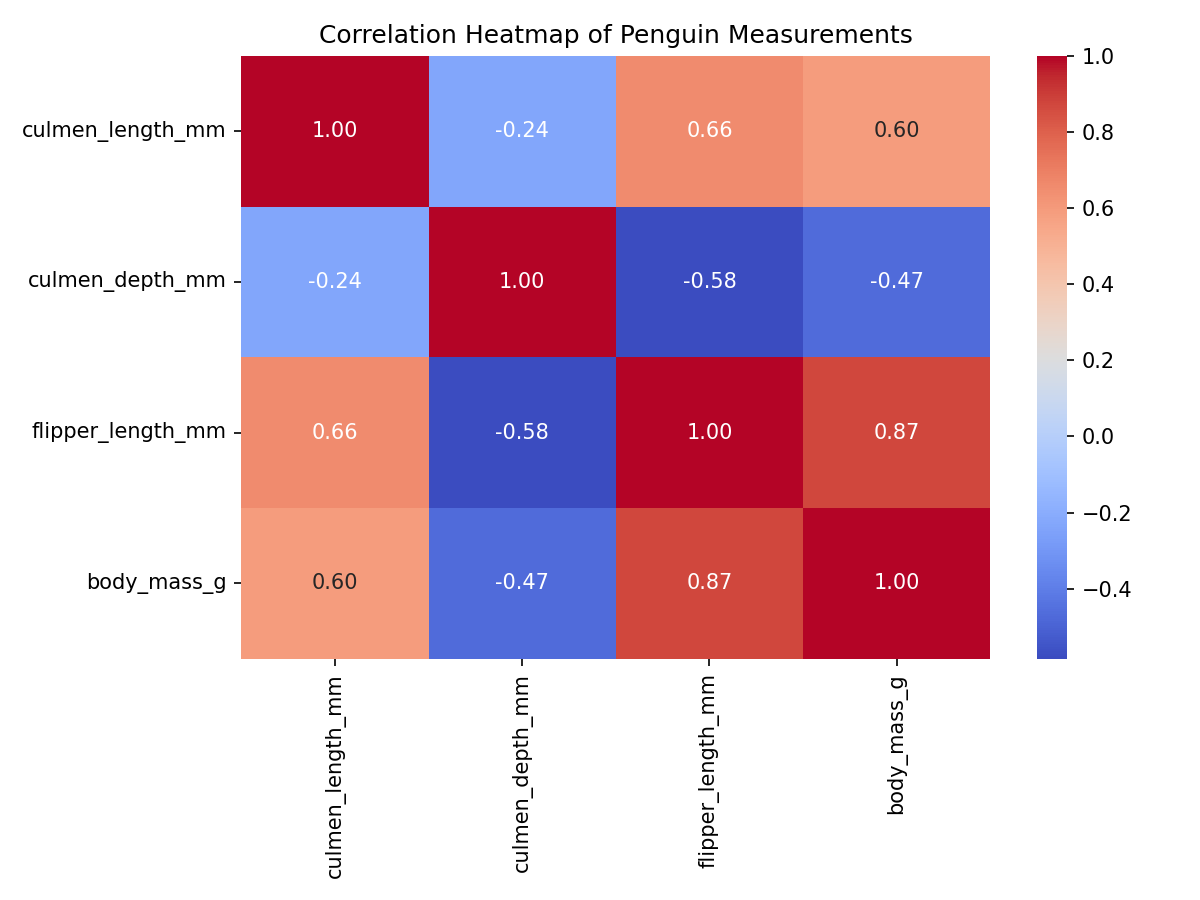 Correlation Heatmap of Penguin Measurements
culmen_length_mm
1.00
-0.24
0.66
0.60
culmen_depth_mm
-0.24
1.00
-0.58
-0.47
flipper_length_mm
0.66
-0.58
1.00
0.87
body_mass_g
0.60
-0.47
0.87
1.00
culmen_length_mm
culmen_depth_mm
flipper_length_mm
body_mass_g
1.0
0.8
0.6
0.4
0.2
0.0
−0.2
−0.4